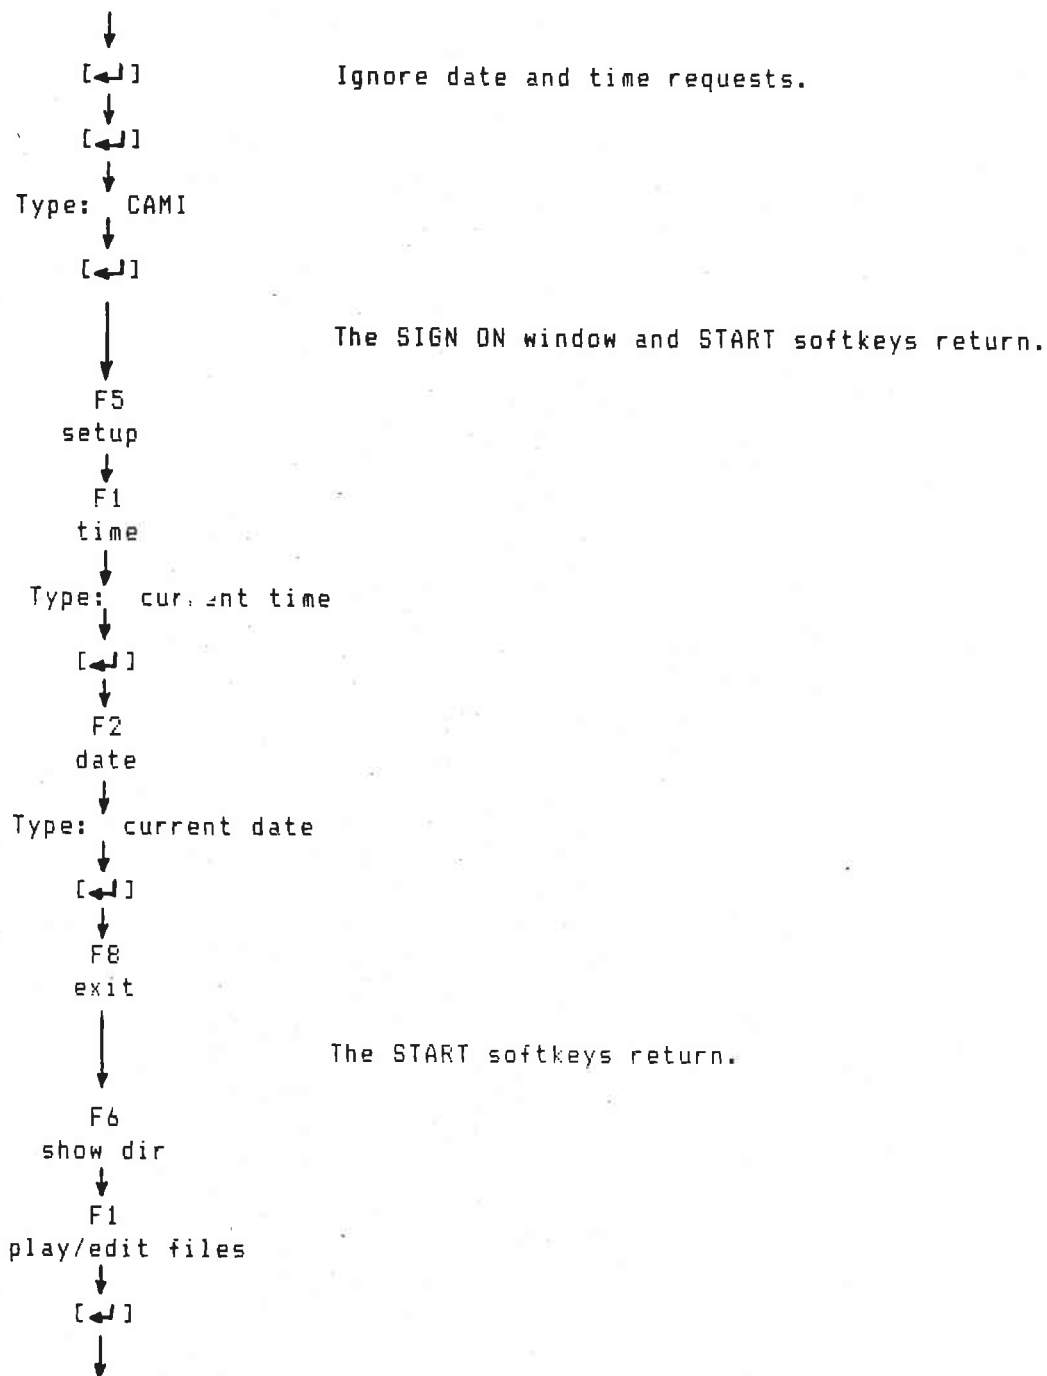 [↵] Ignore date and time requests.
[↵]
Type: CAMI
[↵]
The SIGN ON window and START softkeys return.
F5
setup
F1
time
Type: current time
[↵]
F2
date
Type: current date
[↵]
F8
exit
The START softkeys return.
F6
show dir
F1
play/edit files
[↵]